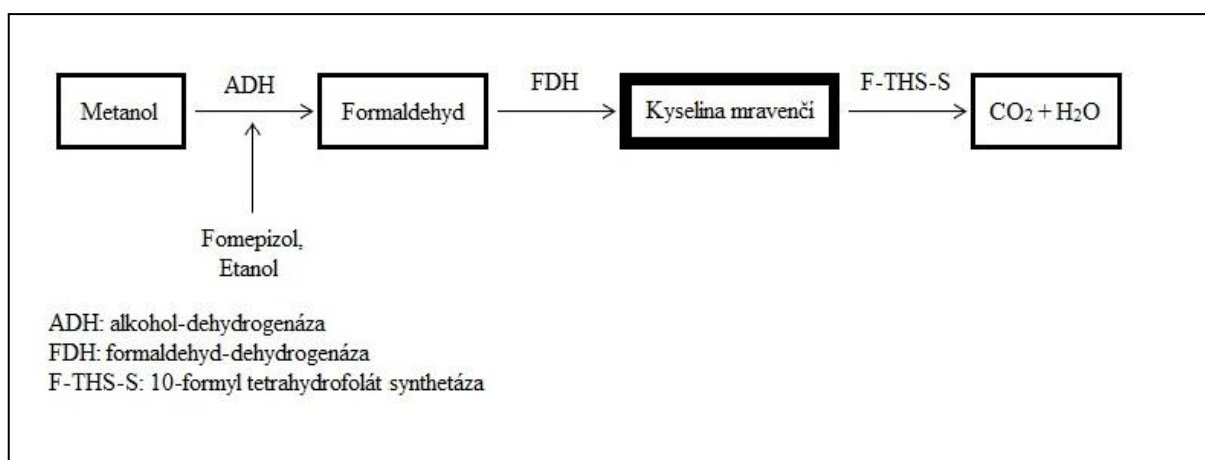 ADH
FDH
F-THS-S
Metanol
Formaldehyd
Kyselina mravenčí
CO₂ + H₂O
Fomepizol,
Etanol
ADH: alkohol-dehydrogenáza
FDH: formaldehyd-dehydrogenáza
F-THS-S: 10-formyl tetrahydrofolát synthetáza